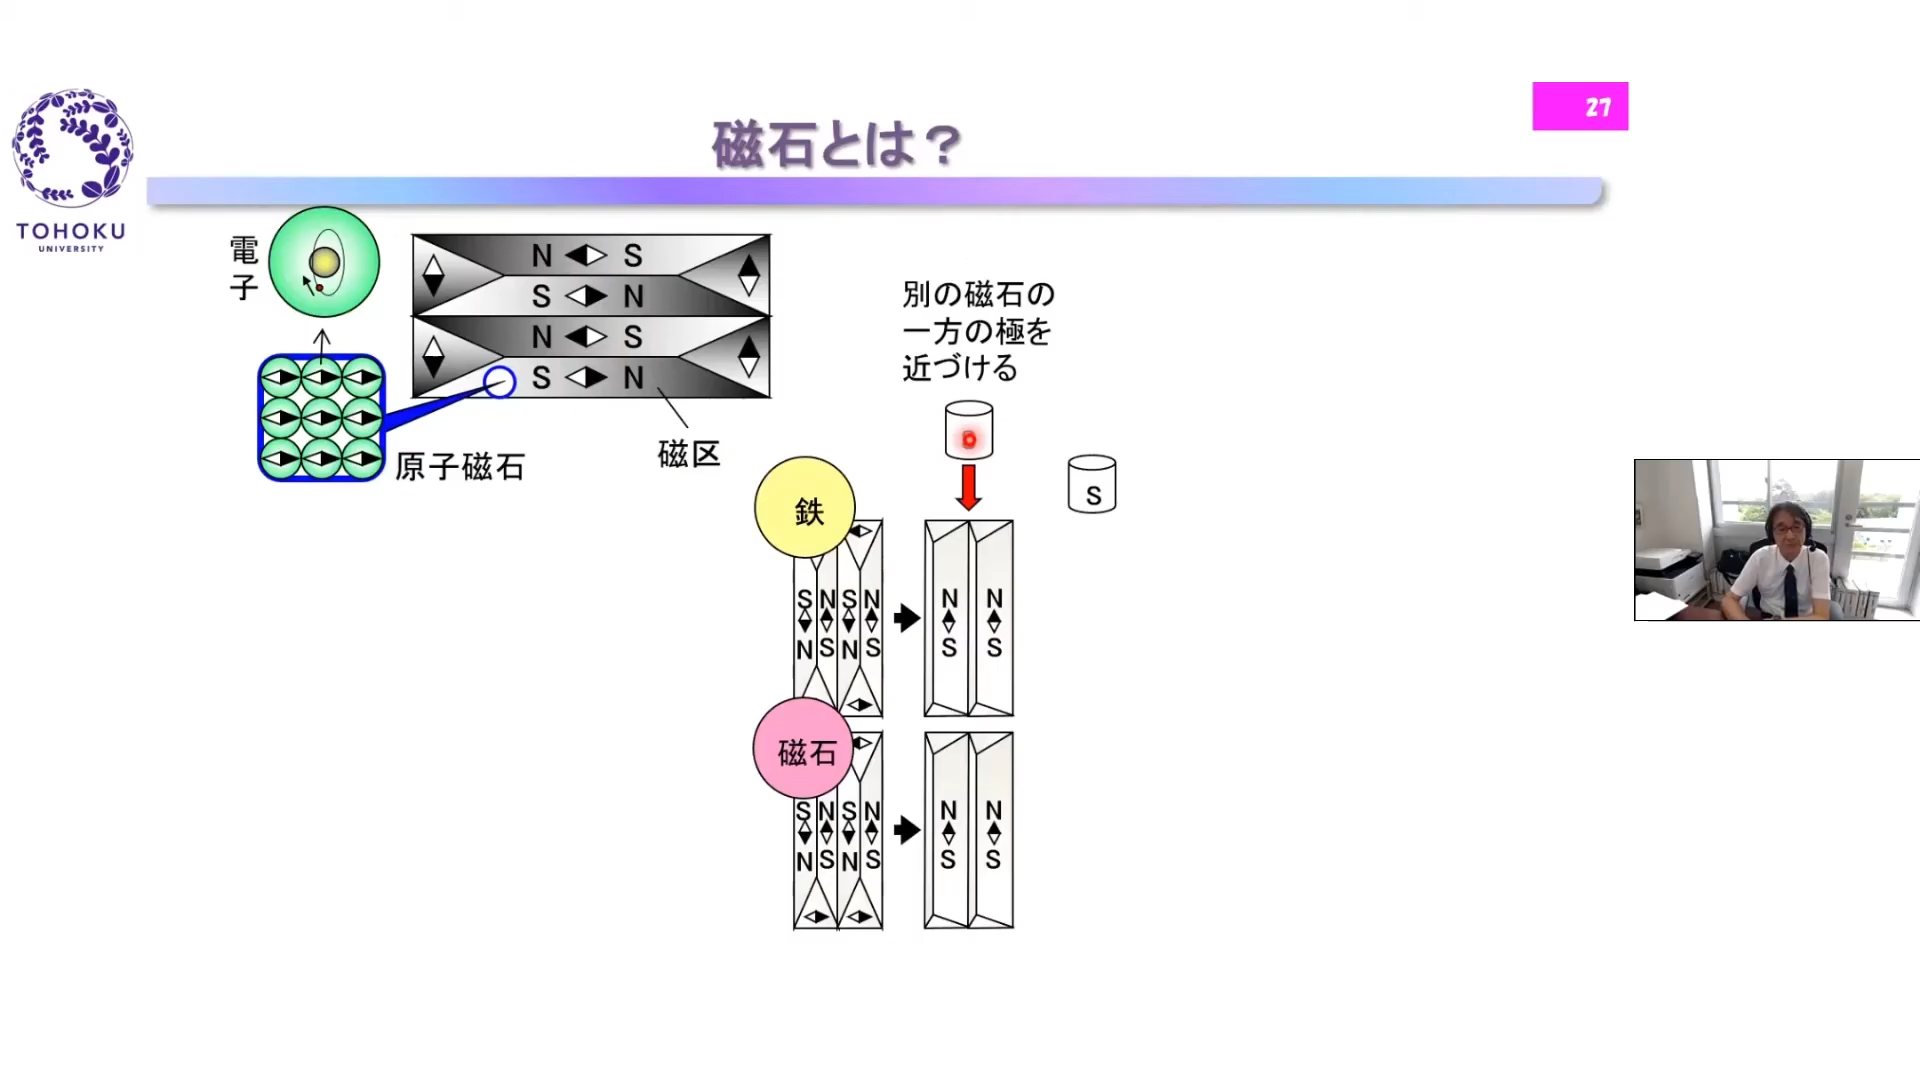 27
磁石とは？
TOHOKU
UNIVERSITY
電
子
N S
S N
N S
S N
原子磁石
磁区
別の磁石の
一方の極を
近づける
S
鉄
S N S N
N S N S
N N
S S
磁石
S N S N
N S N S
N N
S S